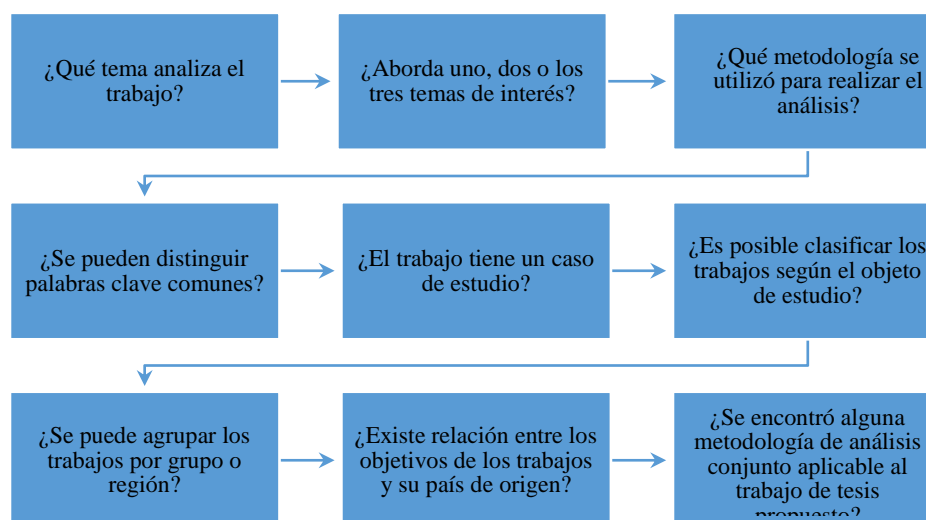 ¿Qué tema analiza el
trabajo?
¿Aborda uno, dos o los
tres temas de interés?
¿Qué metodología se
utilizó para realizar el
análisis?
¿Se pueden distinguir
palabras clave comunes?
¿El trabajo tiene un caso
de estudio?
¿Es posible clasificar los
trabajos según el objeto
de estudio?
¿Se puede agrupar los
trabajos por grupo o
región?
¿Existe relación entre los
objetivos de los trabajos
y su país de origen?
¿Se encontró alguna
metodología de análisis
conjunto aplicable al
trabajo de tesis
propuesto?